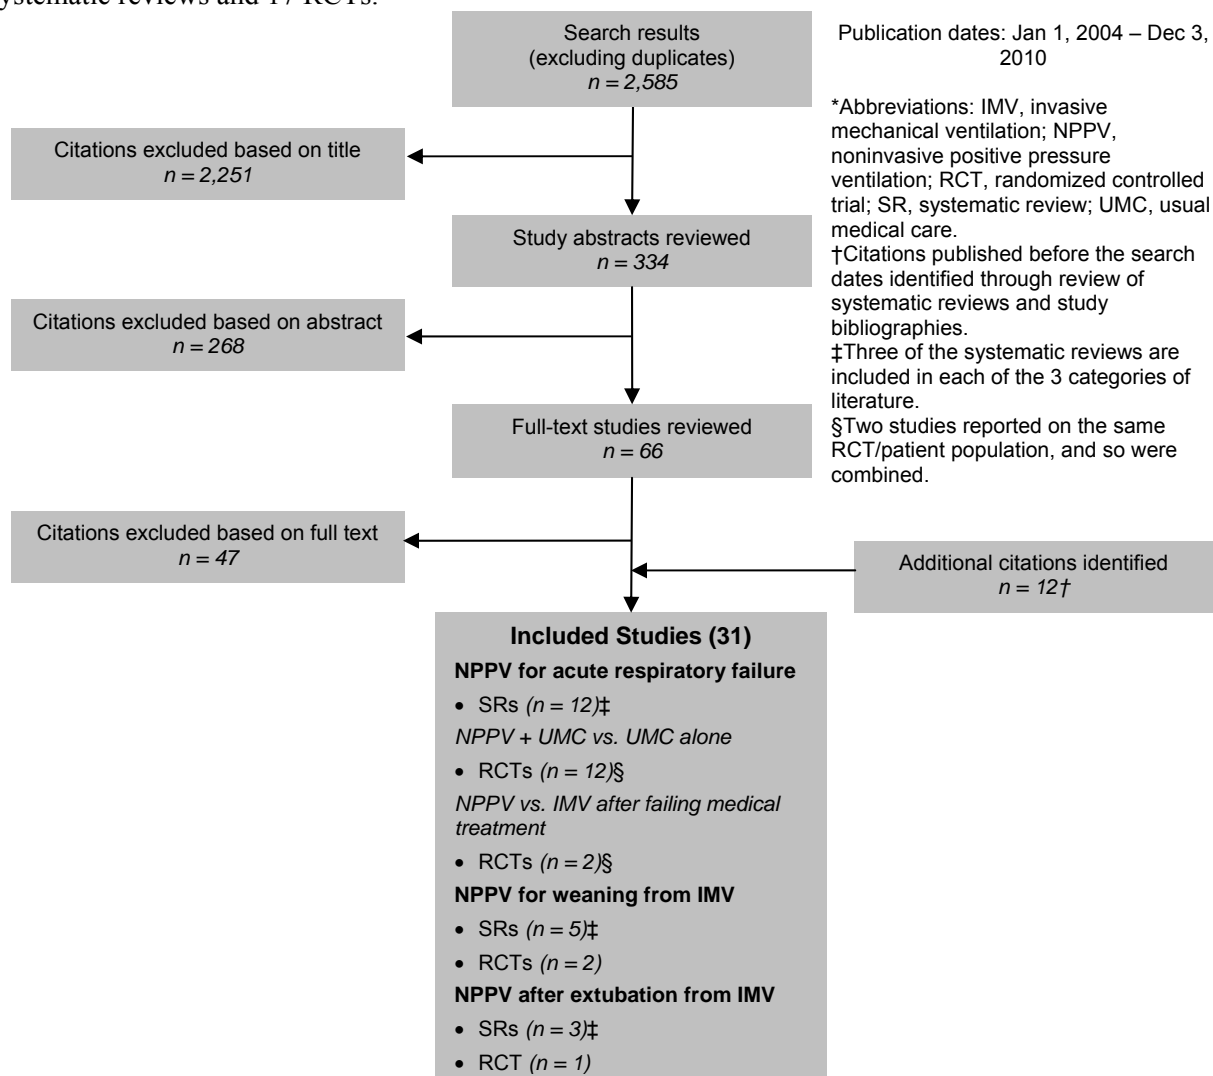 ystematic reviews and 17 RCTs.
Search results
(excluding duplicates)
n = 2,585
Publication dates: Jan 1, 2004 – Dec 3,
2010
*Abbreviations: IMV, invasive
mechanical ventilation; NPPV,
noninvasive positive pressure
ventilation; RCT, randomized controlled
trial; SR, systematic review; UMC, usual
medical care.
†Citations published before the search
dates identified through review of
systematic reviews and study
bibliographies.
‡Three of the systematic reviews are
included in each of the 3 categories of
literature.
§Two studies reported on the same
RCT/patient population, and so were
combined.
Citations excluded based on title
n = 2,251
Study abstracts reviewed
n = 334
Citations excluded based on abstract
n = 268
Full-text studies reviewed
n = 66
Citations excluded based on full text
n = 47
Additional citations identified
n = 12†
Included Studies (31)
NPPV for acute respiratory failure
• SRs (n = 12)‡
NPPV + UMC vs. UMC alone
• RCTs (n = 12)§
NPPV vs. IMV after failing medical
treatment
• RCTs (n = 2)§
NPPV for weaning from IMV
• SRs (n = 5)‡
• RCTs (n = 2)
NPPV after extubation from IMV
• SRs (n = 3)‡
• RCT (n = 1)